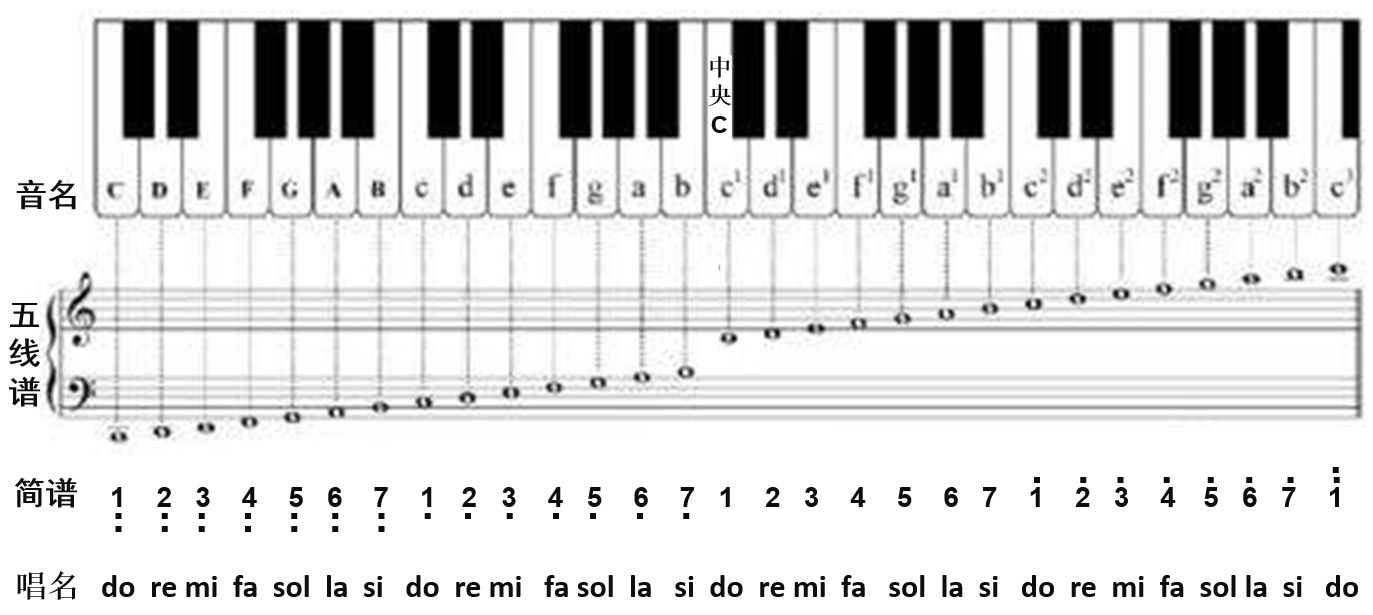 中
央
C
音名 C D E F G A B c d e f g a b c¹ d¹ e¹ f¹ g¹ a¹ b¹ c² d² e² f² g² a² b² c³
五
线
谱
简谱 1 2 3 4 5 6 7 1 2 3 4 5 6 7 1 2 3 4 5 6 7 1 2 3 4 5 6 7 1
唱名 do re mi fa sol la si do re mi fa sol la si do re mi fa sol la si do re mi fa sol la si do